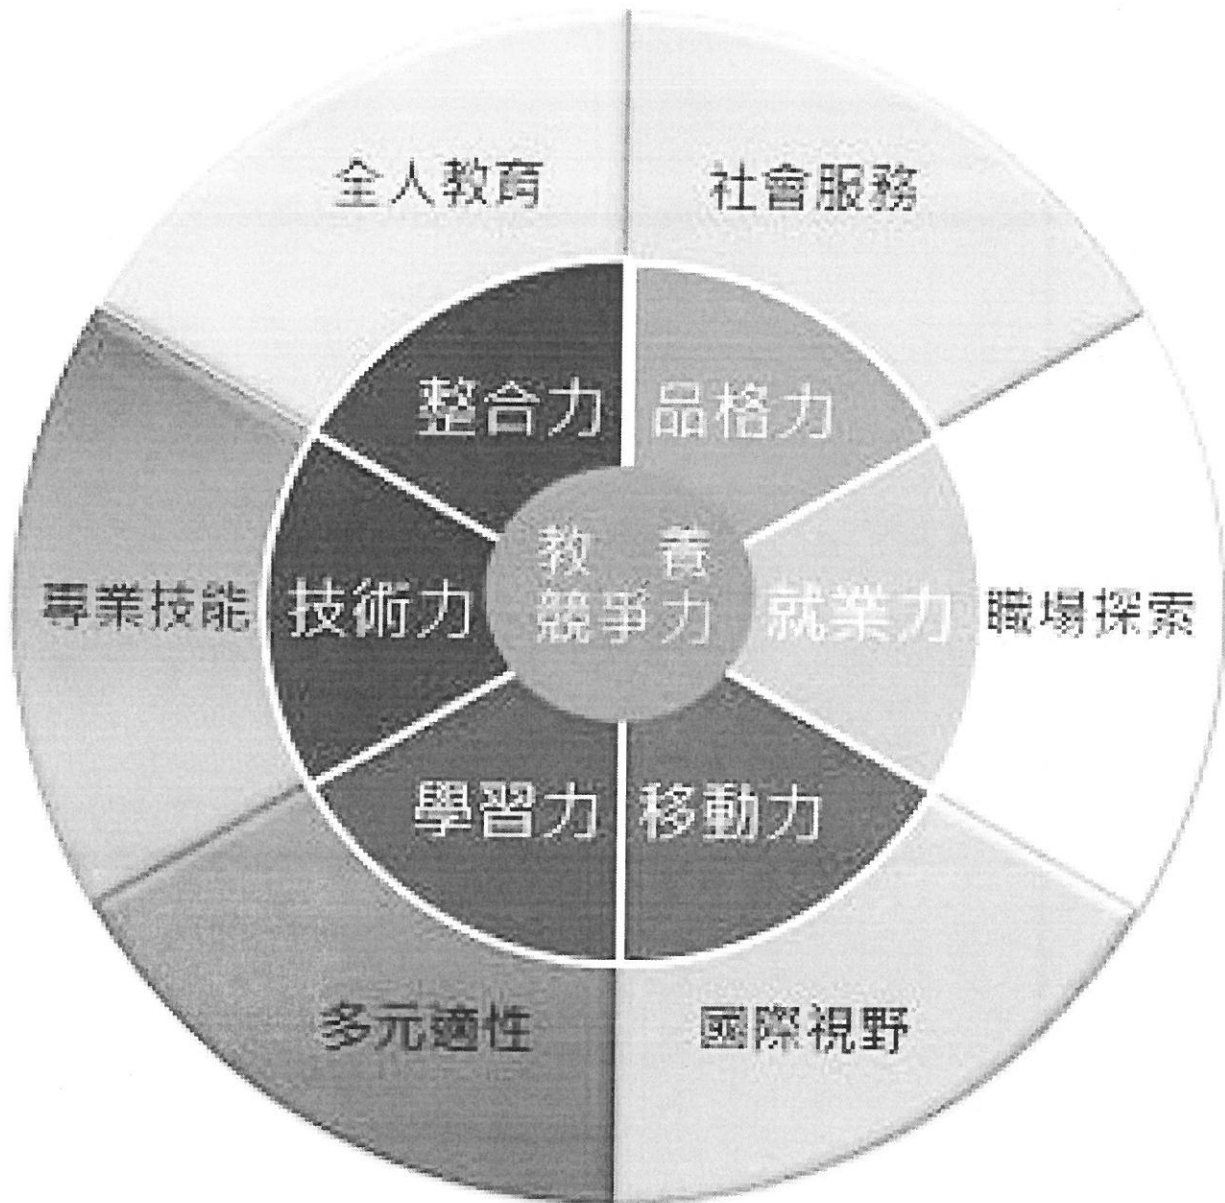 全人教育
社會服務
整合力
品格力
教 養
競爭力
專業技能
技術力
就業力
職場探索
學習力
移動力
多元適性
國際視野